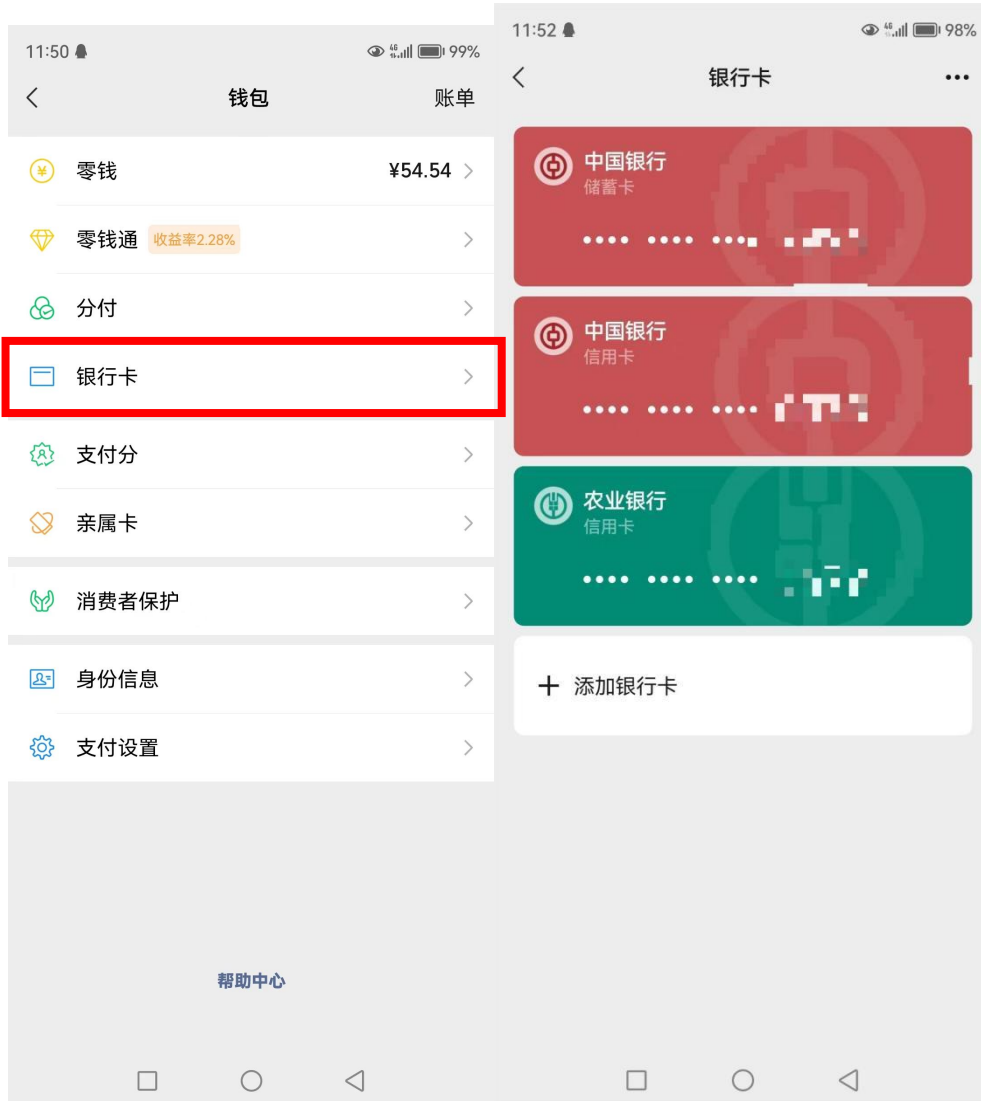 11:50
4G
99%
钱包
账单
零钱
¥54.54
零钱通
收益率2.28%
分付
银行卡
支付分
亲属卡
消费者保护
身份信息
支付设置
帮助中心
11:52
4G
98%
银行卡
中国银行
储蓄卡
中国银行
信用卡
农业银行
信用卡
添加银行卡